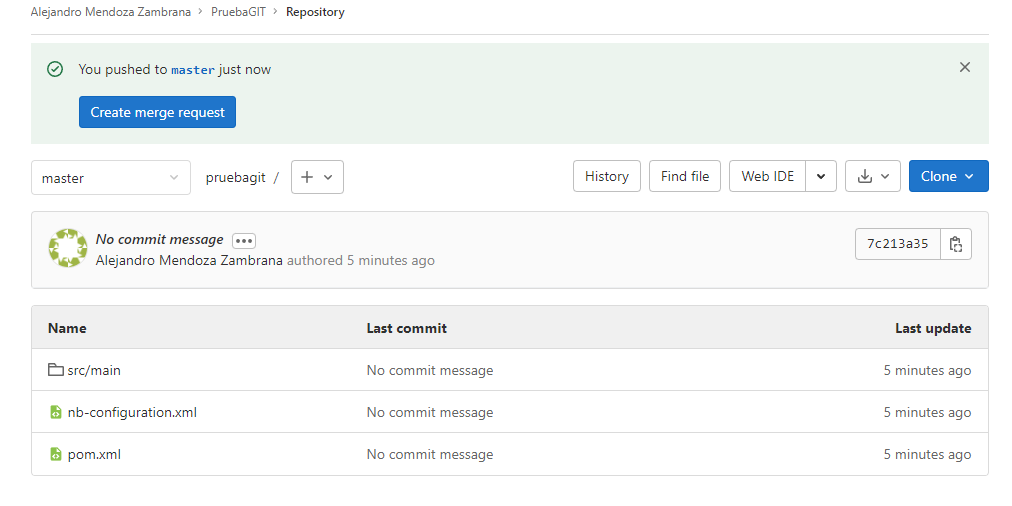 Alejandro Mendoza Zambrana > PruebaGIT > Repository
You pushed to master just now
Create merge request
master pruebagit / + History Find file Web IDE Clone
No commit message •••
Alejandro Mendoza Zambrana authored 5 minutes ago
7c213a35
Name Last commit Last update
src/main No commit message 5 minutes ago
nb-configuration.xml No commit message 5 minutes ago
pom.xml No commit message 5 minutes ago